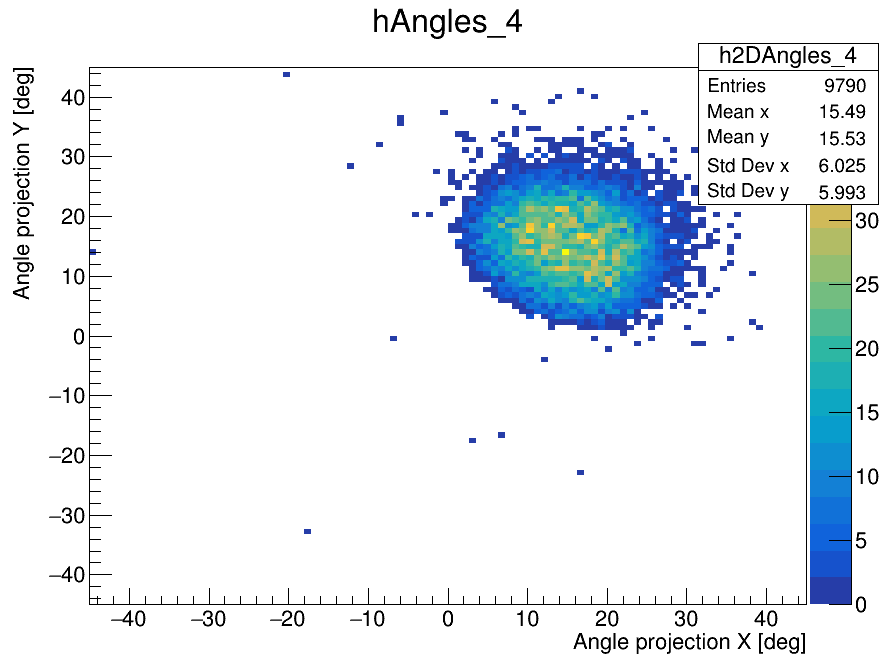 hAngles_4
h2DAngles_4
Entries 9790
Mean x 15.49
Mean y 15.53
Std Dev x 6.025
Std Dev y 5.993
Angle projection Y [deg]
40
30
20
10
0
−10
−20
−30
−40
30
25
20
15
10
5
0
−40 −30 −20 −10 0 10 20 30 40
Angle projection X [deg]